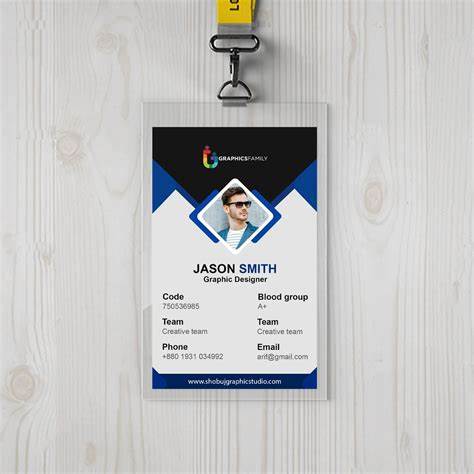 GRAPHICSFAMILY
JASON SMITH
Graphic Designer
Code
750536985
Blood group
A+
Team
Creative team
Team
Creative team
Phone
+880 1931 034992
Email
arif@gmail.com
www.shobujgraphicstudio.com